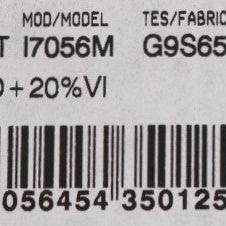 MOD/MODEL TES/FABRIC
T I7056M G9S65
0+20%VI
056454 350125